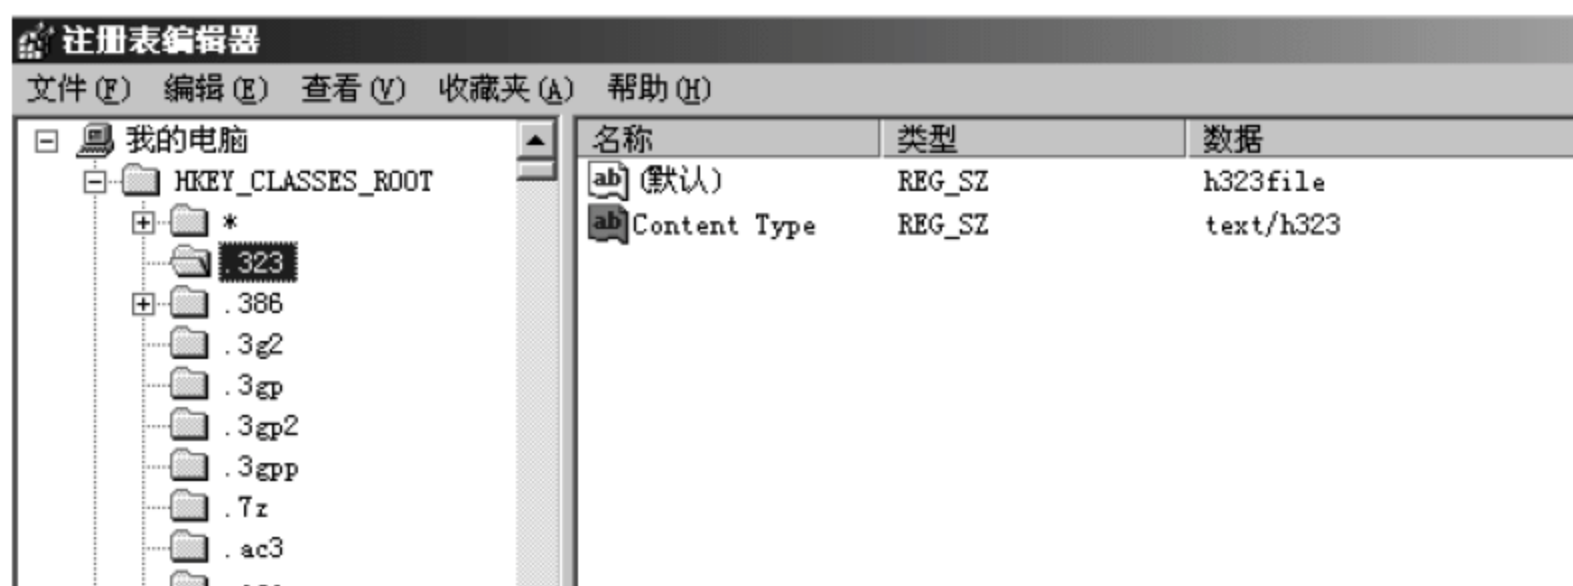 注册表编辑器
文件(F) 编辑(E) 查看(V) 收藏夹(A) 帮助(H)
我的电脑
HKEY_CLASSES_ROOT
*
.323
.386
.3g2
.3gp
.3gp2
.3gpp
.7z
.ac3
名称 类型 数据
ab (默认) REG_SZ h323file
ab Content Type REG_SZ text/h323